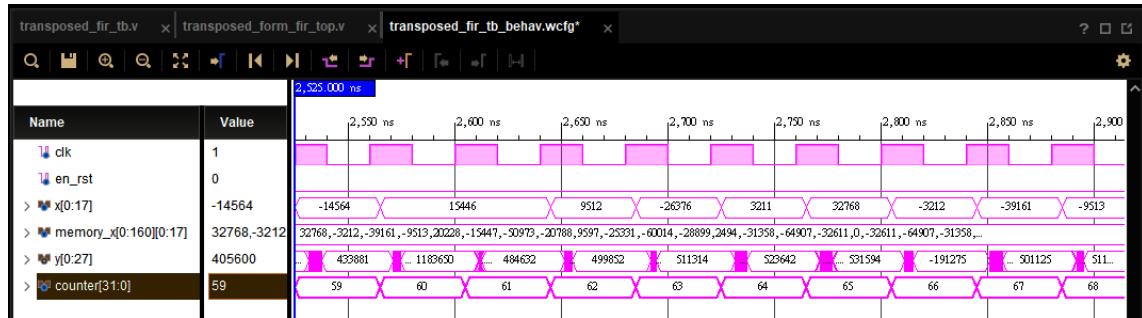 transposed_fir_tb.v × transposed_form_fir_top.v × transposed_fir_tb_behav.wcfg* × ?
2,525.000 ns
Name Value 2,550 ns 2,600 ns 2,650 ns 2,700 ns 2,750 ns 2,800 ns 2,850 ns 2,900
clk 1
en_rst 0
x[0:17] -14564 -14564 15446 9512 -26376 3211 32768 -3212 -39161 -9513
memory_x[0:160][0:17] 32768,-3212 32768,-3212,-39161,-9513,20228,-15447,-50973,-20788,9597,-25331,-60014,-28899,2494,-31358,-64907,-32611,0,-32611,-64907,-31358,...
y[0:27] 405600 ... 433881 ... 1183650 ... 484632 ... 499852 ... 511314 ... 523642 ... 531594 -191275 ... 501125 ... 511...
counter[31:0] 59 59 60 61 62 63 64 65 66 67 68